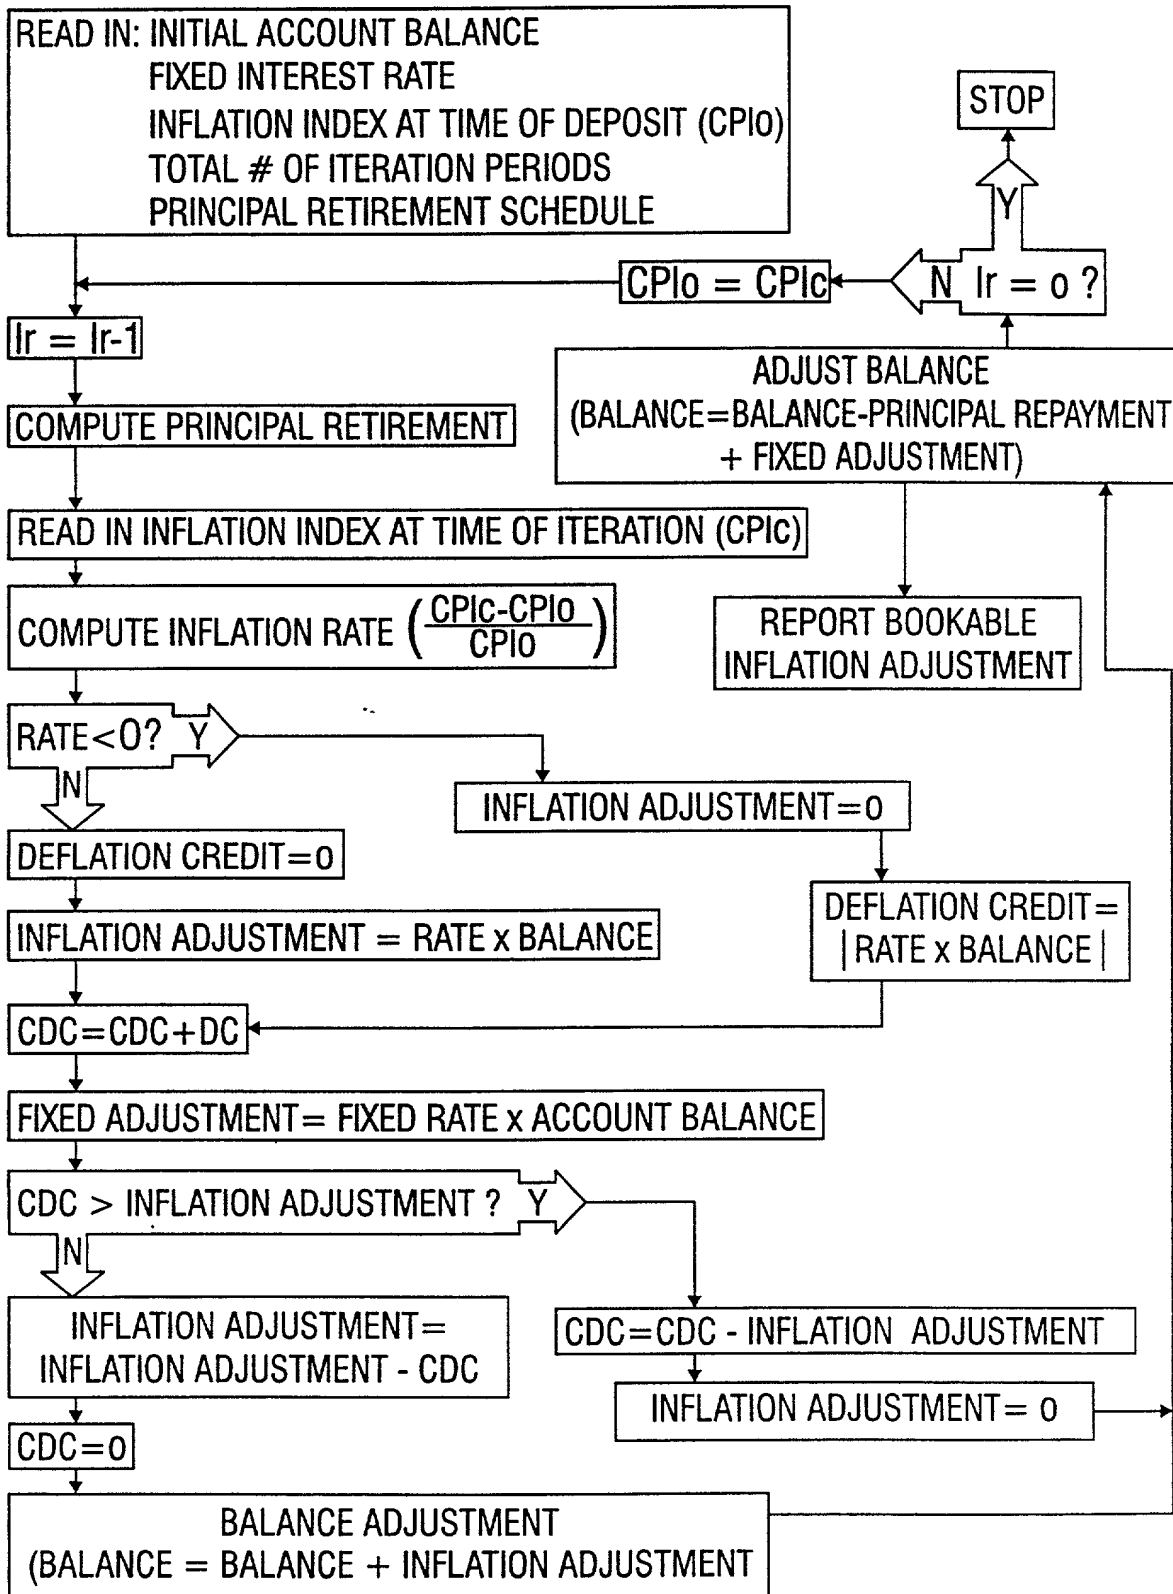 READ IN: INITIAL ACCOUNT BALANCE
FIXED INTEREST RATE
INFLATION INDEX AT TIME OF DEPOSIT (CPIo)
TOTAL # OF ITERATION PERIODS
PRINCIPAL RETIREMENT SCHEDULE
STOP
Y
N Ir = o ?
CPIo = CPIc
Ir = Ir-1
ADJUST BALANCE
(BALANCE=BALANCE-PRINCIPAL REPAYMENT
+ FIXED ADJUSTMENT)
COMPUTE PRINCIPAL RETIREMENT
READ IN INFLATION INDEX AT TIME OF ITERATION (CPIc)
COMPUTE INFLATION RATE (CPIc-CPIo
CPIo)
REPORT BOOKABLE
INFLATION ADJUSTMENT
RATE<O? Y
N
INFLATION ADJUSTMENT=o
DEFLATION CREDIT=o
DEFLATION CREDIT=
|RATE x BALANCE|
INFLATION ADJUSTMENT = RATE x BALANCE
CDC=CDC+DC
FIXED ADJUSTMENT= FIXED RATE x ACCOUNT BALANCE
CDC > INFLATION ADJUSTMENT ? Y
N
INFLATION ADJUSTMENT=
INFLATION ADJUSTMENT - CDC
CDC=CDC - INFLATION ADJUSTMENT
INFLATION ADJUSTMENT= o
CDC=o
BALANCE ADJUSTMENT
(BALANCE = BALANCE + INFLATION ADJUSTMENT